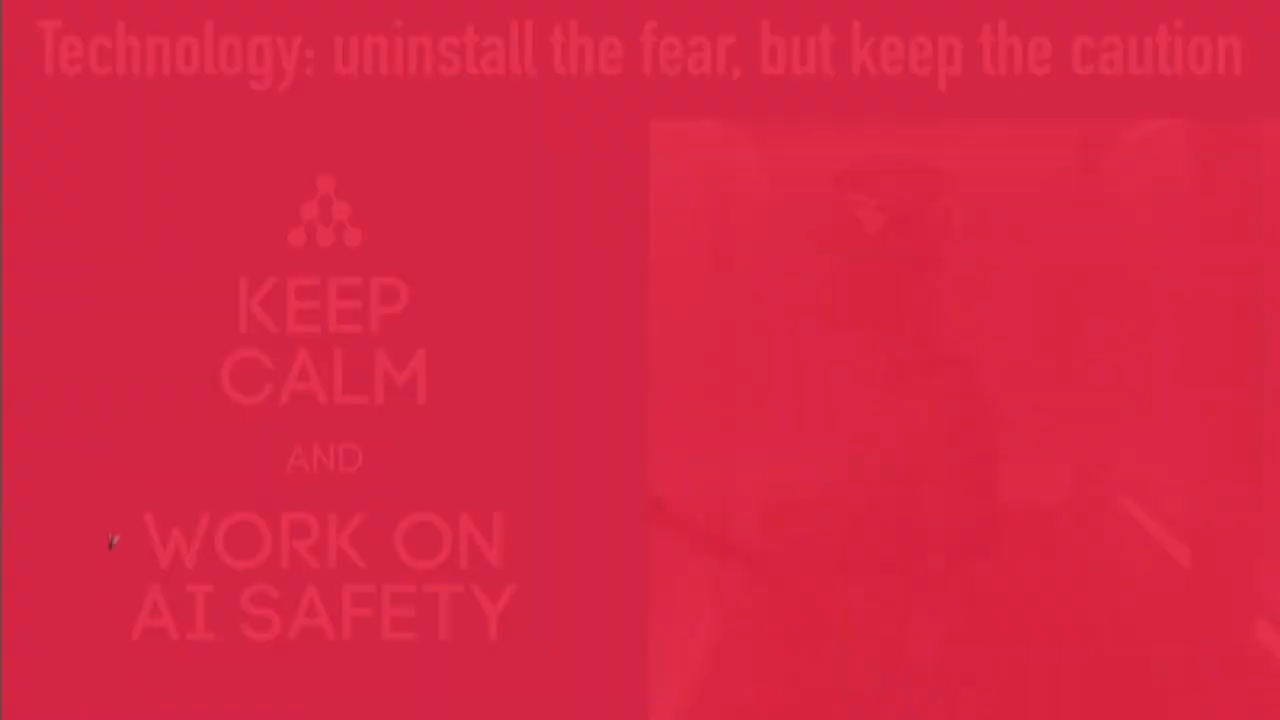 Technology: uninstall the fear, but keep the caution
KEEP
CALM
AND
WORK ON
AI SAFETY